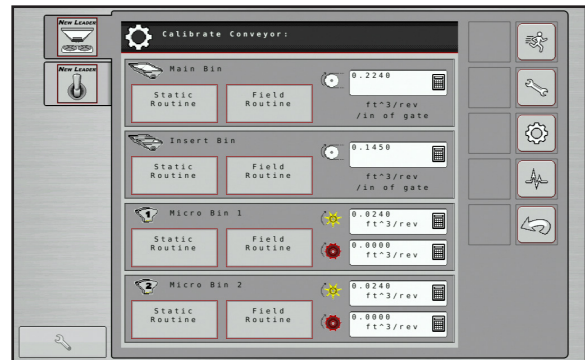 NEW LEADER
Calibrate Conveyor:
NEW LEADER
Main Bin
Static Routine
Field Routine
0.2240
ft^3/rev
/in of gate
Insert Bin
Static Routine
Field Routine
0.1450
ft^3/rev
/in of gate
1
Micro Bin 1
Static Routine
Field Routine
0.0240
ft^3/rev
0.0000
ft^3/rev
2
Micro Bin 2
Static Routine
Field Routine
0.0240
ft^3/rev
0.0000
ft^3/rev